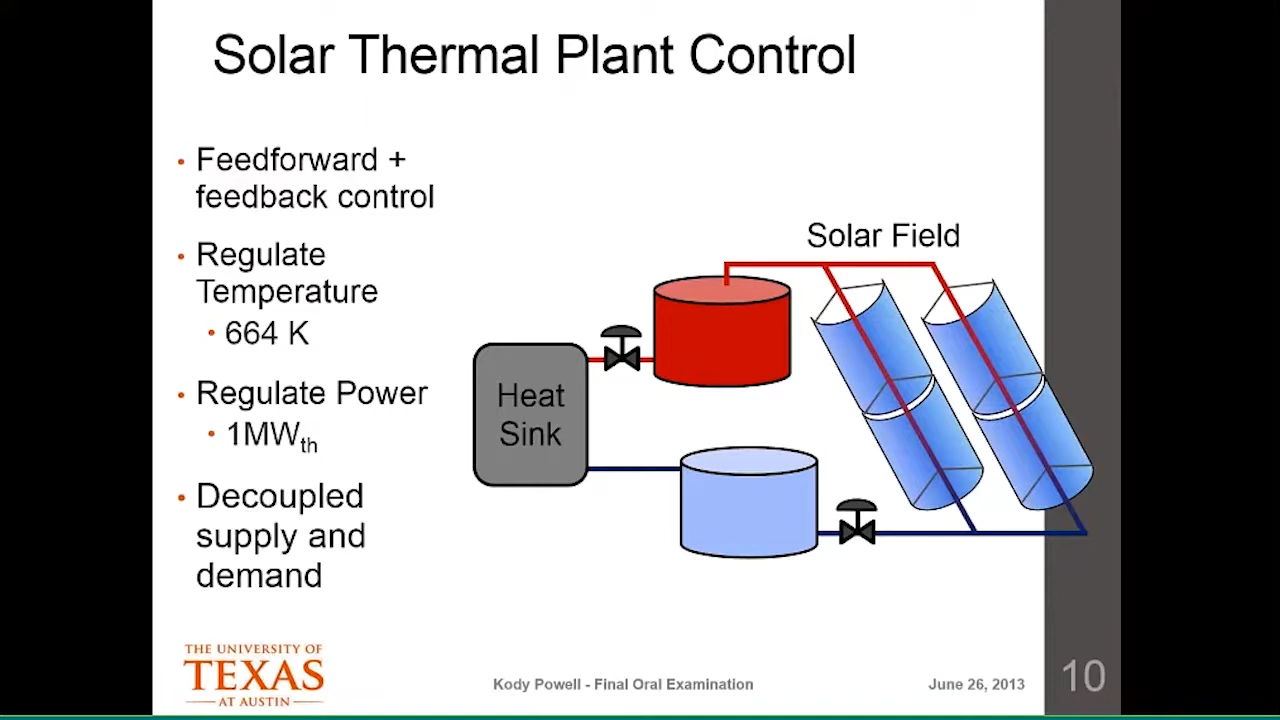 Solar Thermal Plant Control
• Feedforward +
feedback control
• Regulate
Temperature
• 664 K
• Regulate Power
• 1MWth
• Decoupled
supply and
demand
Solar Field
Heat
Sink
THE UNIVERSITY OF
TEXAS
AT AUSTIN
Kody Powell - Final Oral Examination
June 26, 2013
10